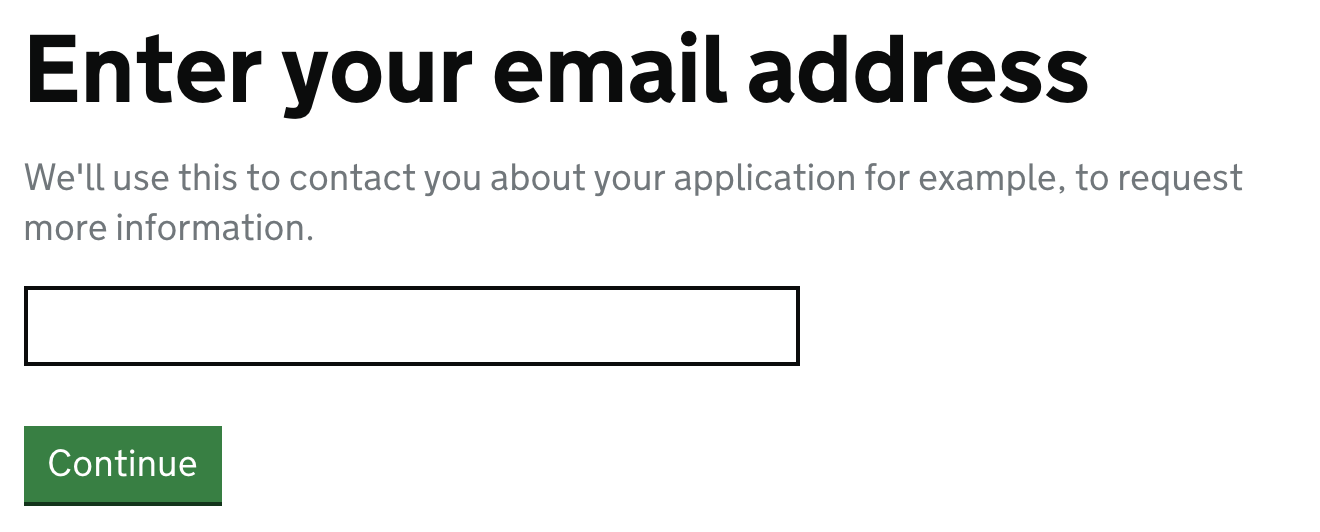 Enter your email address
We'll use this to contact you about your application for example, to request
more information.
Continue